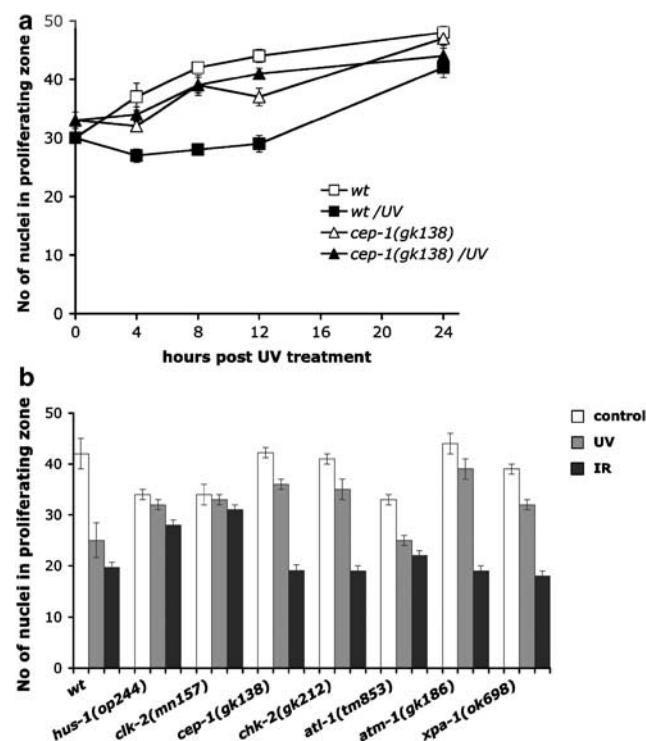 a
No of nuclei in proliferating zone
50
40
30
20
10
0
wt
wt /UV
cep-1(gk138)
cep-1(gk138) /UV
0 4 8 12 16 20 24
hours post UV treatment
b
No of nuclei in proliferating zone
50
40
30
20
10
0
control
UV
IR
wt
hus-1(op244)
clk-2(mn157)
cep-1(gk138)
chk-2(gk212)
atl-1(tm853)
atm-1(gk186)
xpa-1(ok698)